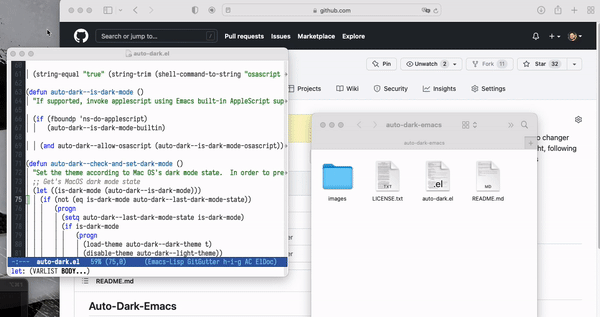 github.com
Search or jump to...
/
Pull requests
Issues
Marketplace
Explore
Pin
Unwatch 2
Fork 11
Star 32
Projects
Wiki
Security
Insights
Settings
auto-dark.el
(string-equal "true" (string-trim (shell-command-to-string "osascript
(defun auto-dark--is-dark-mode ()
"If supported, invoke applescript using Emacs built-in AppleScript sup
(if (fboundp 'ns-do-applescript)
(auto-dark--is-dark-mode-builtin)
(and auto-dark--allow-osascript (auto-dark--is-dark-mode-osascript))
(defun auto-dark--check-and-set-dark-mode ()
"Set the theme according to Mac OS's dark mode state.  In order to pre
;; Get's MacOS dark mode state
(let ((is-dark-mode (auto-dark--is-dark-mode)))
75 (if (not (eq is-dark-mode auto-dark--last-dark-mode-state))
(progn
(setq auto-dark--last-dark-mode-state is-dark-mode)
(if is-dark-mode
(progn
(load-theme auto-dark--dark-theme t)
(disable-theme auto-dark--light-theme))
-:--- auto-dark.el 59% (75,0) (Emacs-Lisp GitGutter h-i-g AC ElDoc)
let: (VARLIST BODY...)
auto-dark-emacs
auto-dark-emacs
TXT
.el
MD
images
LICENSE.txt
auto-dark.el
README.md
to changer
ht, following
README.md
Auto-Dark-Emacs